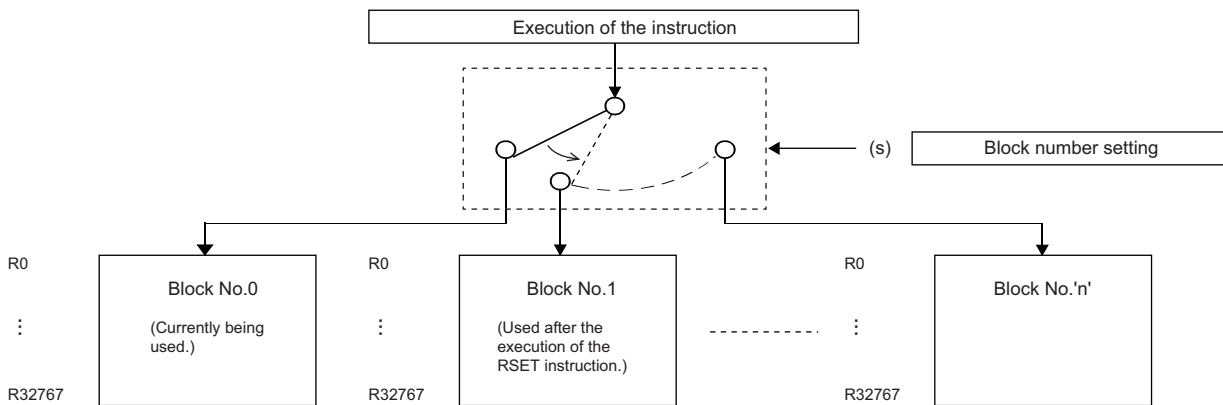 Execution of the instruction
(s)
Block number setting
R0
⋮
R32767
Block No.0
(Currently being
used.)
R0
⋮
R32767
Block No.1
(Used after the
execution of the
RSET instruction.)
R0
⋮
R32767
Block No.'n'